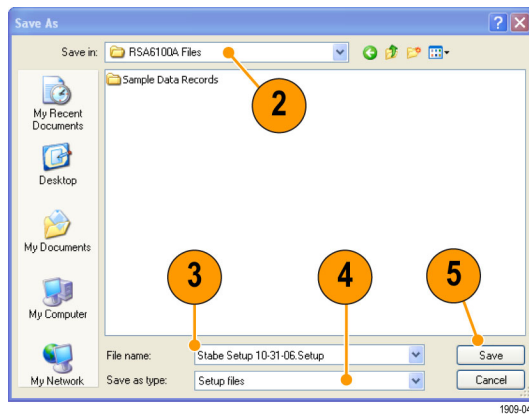 Save As
Save in:
RSA6100A Files
Sample Data Records
2
My Recent
Documents
Desktop
My Documents
My Computer
My Network
3
4
5
File name:
Stabe Setup 10-31-06.Setup
Save
Save as type:
Setup files
Cancel
1909-04